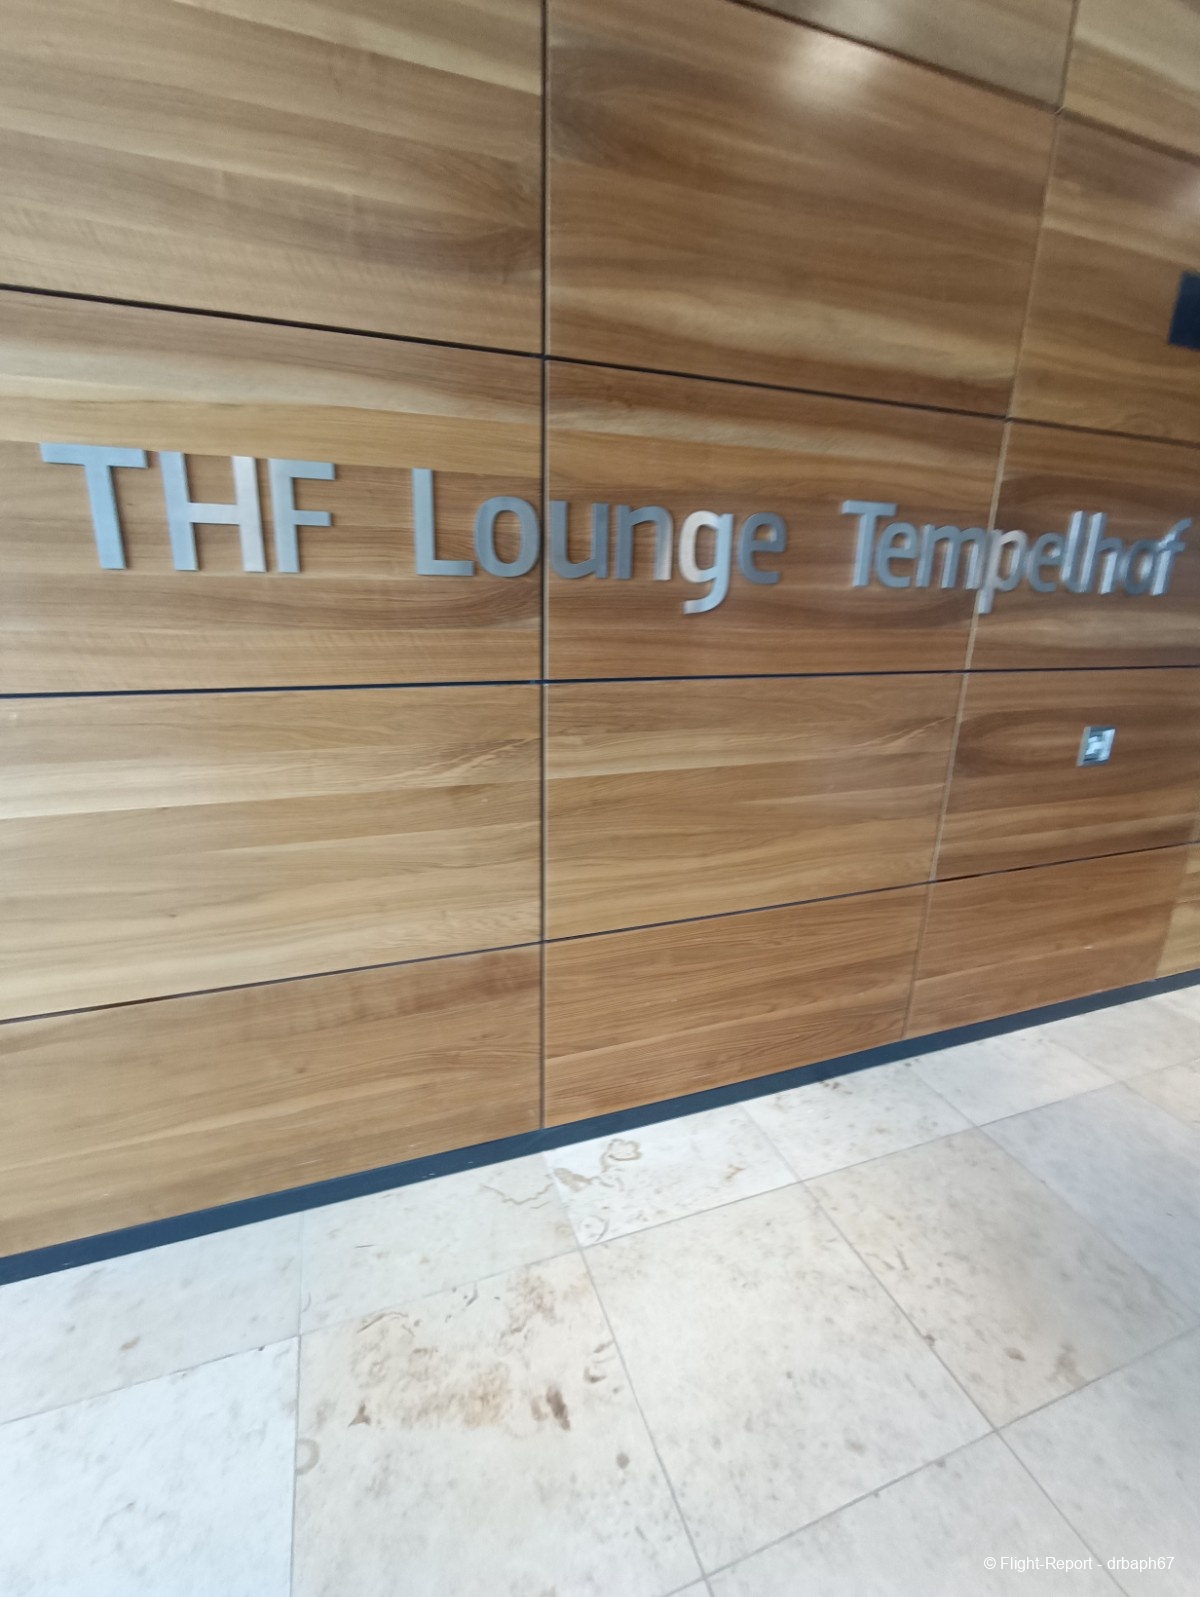 THF Lounge Tempelhof
© Flight-Report - drbaph67